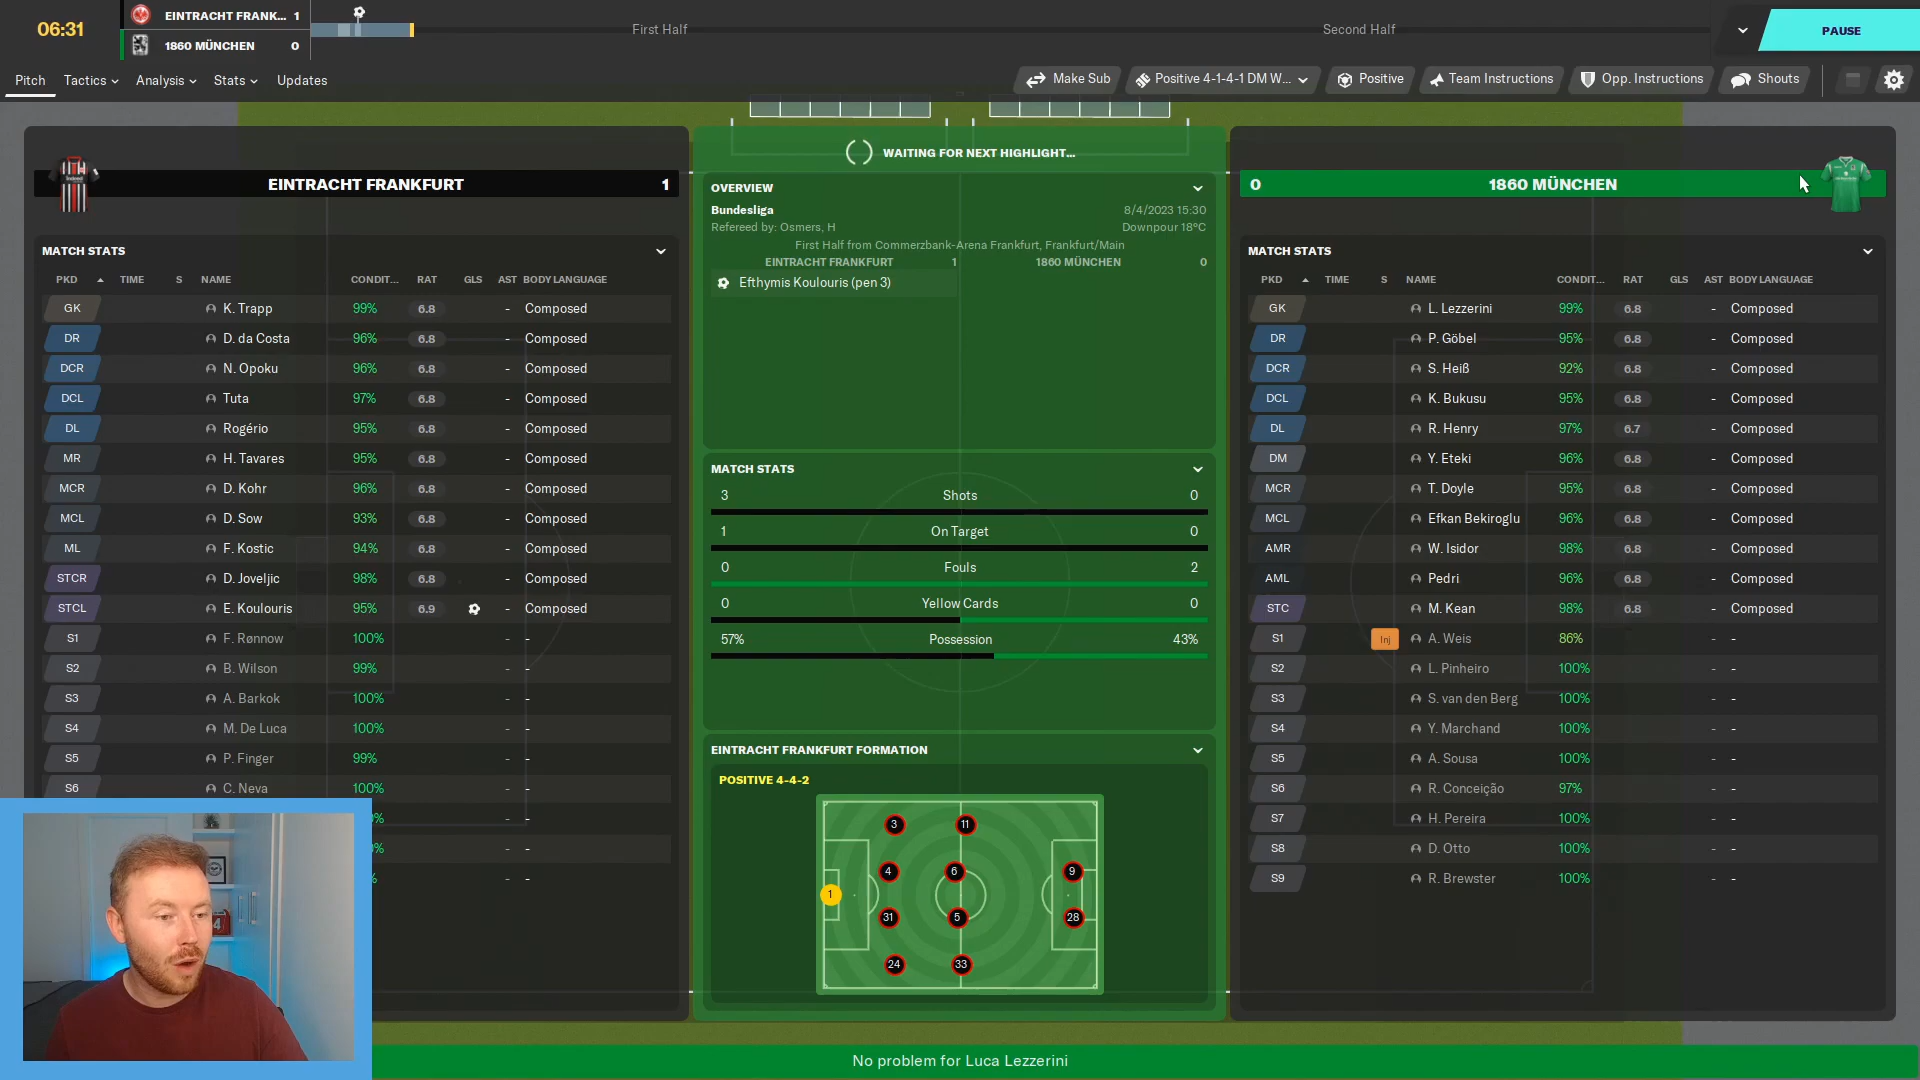 06:31
EINTRACHT FRANK... 1
1860 MÜNCHEN 0
First Half
Second Half
PAUSE
Pitch Tactics Analysis Stats Updates
Make Sub Positive 4-1-4-1 DM W... Positive Team Instructions Opp. Instructions Shouts
EINTRACHT FRANKFURT 1
MATCH STATS
PKD TIME S NAME CONDIT... RAT GLS AST BODY LANGUAGE
GK K. Trapp 99% 6.8 - Composed
DR D. da Costa 96% 6.8 - Composed
DCR N. Opoku 96% 6.8 - Composed
DCL Tuta 97% 6.8 - Composed
DL Rogério 95% 6.8 - Composed
MR H. Tavares 95% 6.8 - Composed
MCR D. Kohr 96% 6.8 - Composed
MCL D. Sow 93% 6.8 - Composed
ML F. Kostic 94% 6.8 - Composed
STCR D. Joveljic 98% 6.8 - Composed
STCL E. Koulouris 95% 6.9 - Composed
S1 F. Rønnow 100% - -
S2 B. Wilson 99% - -
S3 A. Barkok 100% - -
S4 M. De Luca 100% - -
S5 P. Finger 99% - -
S6 C. Neva 100% - -
WAITING FOR NEXT HIGHLIGHT...
OVERVIEW
Bundesliga 8/4/2023 15:30
Refereed by: Osmers, H Downpour 18°C
First Half from Commerzbank-Arena Frankfurt, Frankfurt/Main
EINTRACHT FRANKFURT 1 1860 MÜNCHEN 0
Efthymis Koulouris (pen 3)
MATCH STATS
3 Shots 0
1 On Target 0
0 Fouls 2
0 Yellow Cards 0
57% Possession 43%
EINTRACHT FRANKFURT FORMATION
POSITIVE 4-4-2
3 11
4 6 9
1
31 5 28
24 33
0 1860 MÜNCHEN
MATCH STATS
PKD TIME S NAME CONDIT... RAT GLS AST BODY LANGUAGE
GK L. Lezzerini 99% 6.8 - Composed
DR P. Göbel 95% 6.8 - Composed
DCR S. Heiß 92% 6.8 - Composed
DCL K. Bukusu 95% 6.8 - Composed
DL R. Henry 97% 6.7 - Composed
DM Y. Eteki 96% 6.8 - Composed
MCR T. Doyle 95% 6.8 - Composed
MCL Efkan Bekiroglu 96% 6.8 - Composed
AMR W. Isidor 98% 6.8 - Composed
AML Pedri 96% 6.8 - Composed
STC M. Kean 98% 6.8 - Composed
S1 Inj A. Weis 86% - -
S2 L. Pinheiro 100% - -
S3 S. van den Berg 100% - -
S4 Y. Marchand 100% - -
S5 A. Sousa 100% - -
S6 R. Conceição 97% - -
S7 H. Pereira 100% - -
S8 D. Otto 100% - -
S9 R. Brewster 100% - -
No problem for Luca Lezzerini